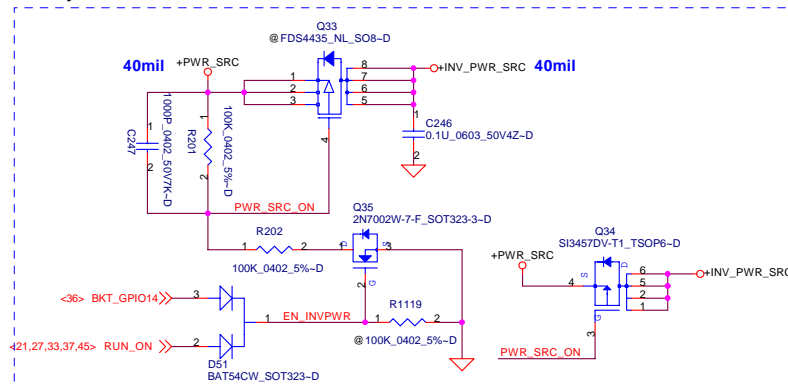 Q33
@FDS4435_NL_SO8~D
40mil
+PWR_SRC
+INV_PWR_SRC
40mil
1
2
3
8
7
6
5
4
1
2
C247
1000P_0402_50V7K~D
1
2
R201
100K_0402_5%~D
1
2
C246
0.1U_0603_50V4Z~D
PWR_SRC_ON
Q35
2N7002W-7-F_SOT323-3~D
R202
1
2
100K_0402_5%~D
1
D
S
3
G
2
Q34
SI3457DV-T1_TSOP6~D
+PWR_SRC
4
S
D
6
5
2
1
+INV_PWR_SRC
G
3
PWR_SRC_ON
<36> BKT_GPIO14
3
<21,27,33,37,45> RUN_ON
2
1
EN_INVPWR
R1119
1
2
@100K_0402_5%~D
D51
BAT54CW_SOT323~D